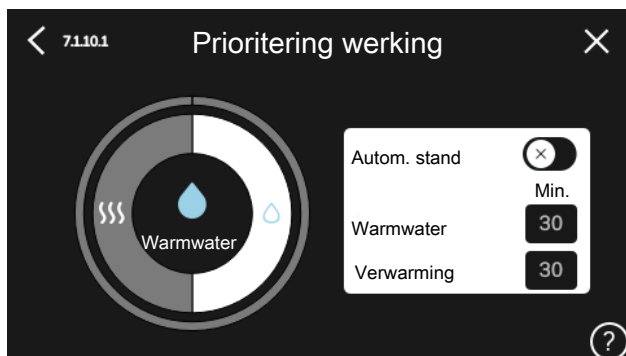 7.1.10.1 Prioritering werking
Autom. stand
Min.
Warmwater 30
Verwarming 30
Warmwater
?